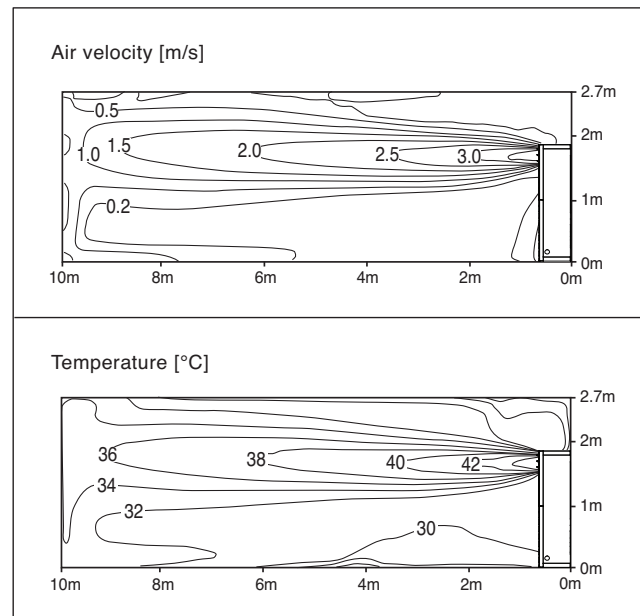 Air velocity [m/s]
2.7m
0.5
2m
1.5
2.0
1.0
2.5
3.0
1m
0.2
0m
10m 8m 6m 4m 2m 0m
Temperature [°C]
2.7m
2m
36
38
40
42
34
1m
32
30
0m
10m 8m 6m 4m 2m 0m